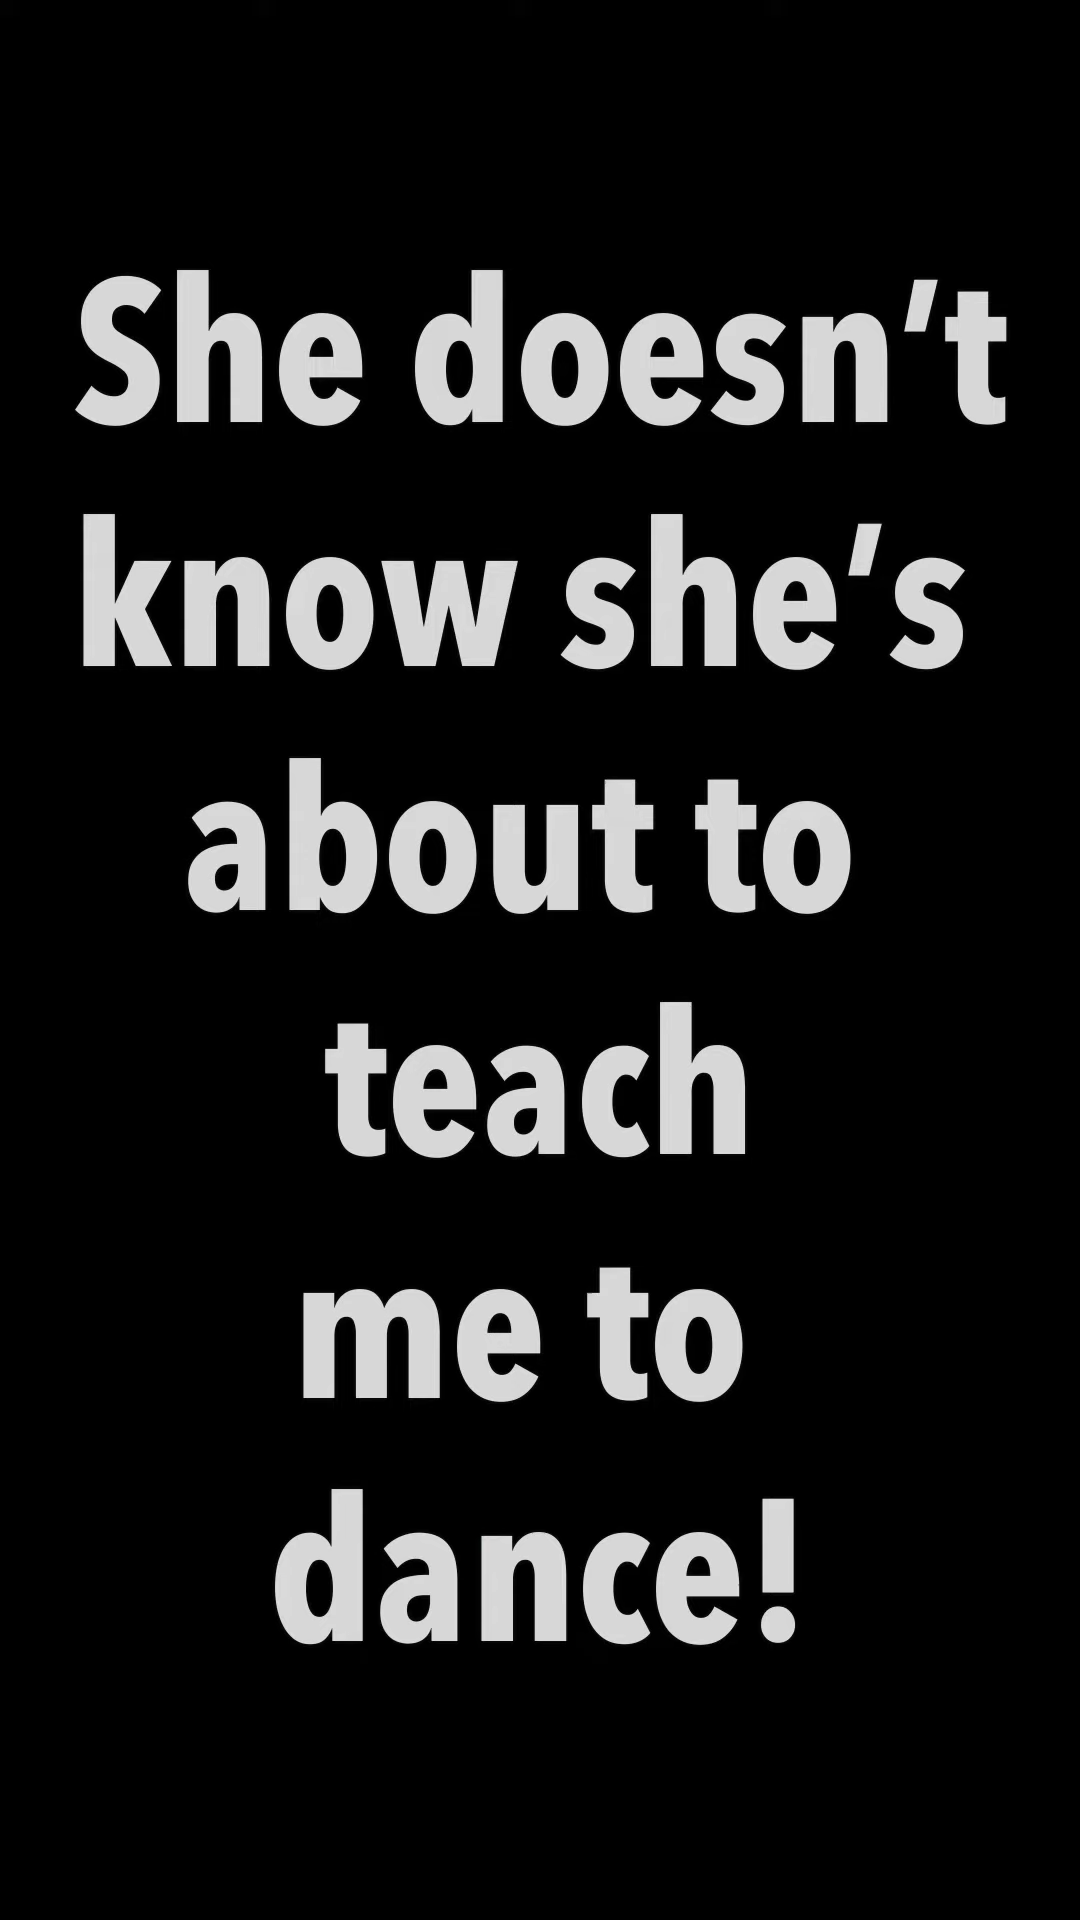 She doesn’t
know she’s
about to
teach
me to
dance!